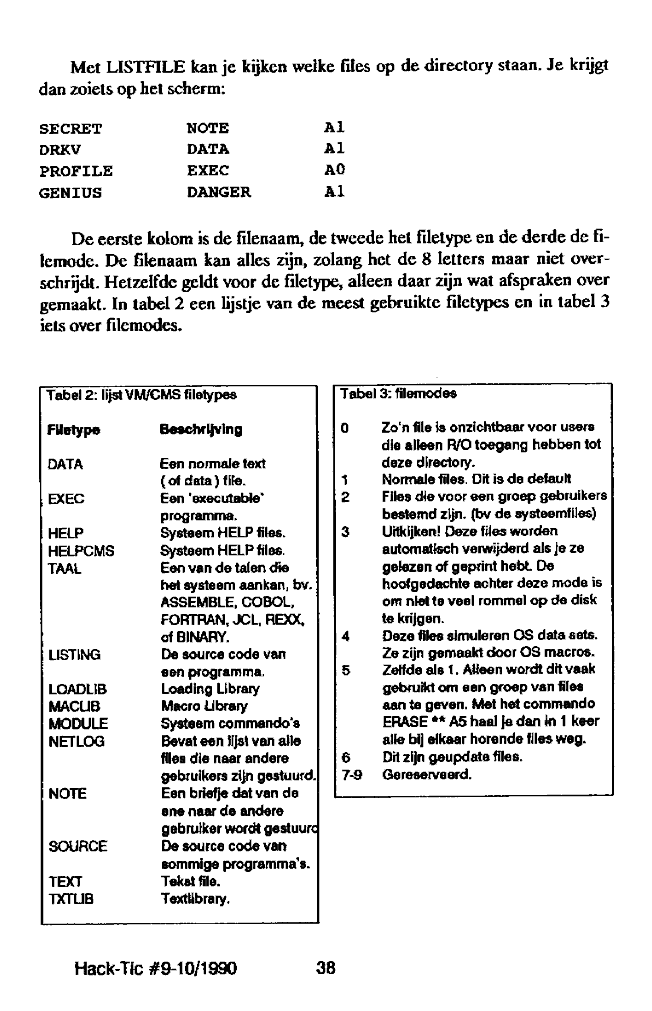 Met LISTFILE kan je kijken welke files op de directory staan. Je krijgt
dan zoiets op het scherm:
SECRET NOTE A1
DRKV DATA A1
PROFILE EXEC A0
GENIUS DANGER A1
De eerste kolom is de filenaam, de tweede het filetype en de derde de fi-
lemode. De filenaam kan alles zijn, zolang het de 8 letters maar niet over-
schrijdt. Hetzelfde geldt voor de filetype, alleen daar zijn wat afspraken over
gemaakt. In tabel 2 een lijstje van de meest gebruikte filetypes en in tabel 3
iets over filemodes.
Tabel 2: lijst VM/CMS filetypes
Filetype Beschrijving
DATA Een normale text
( of data ) file.
EXEC Een 'executable'
programma.
HELP Systeem HELP files.
HELPCMS Systeem HELP files.
TAAL Een van de talen die
het systeem aankan, bv.
ASSEMBLE, COBOL,
FORTRAN, JCL, REXX,
of BINARY.
LISTING De source code van
een programma.
LOADLIB Loading Library
MACLIB Macro Library
MODULE Systeem commando's
NETLOG Bevat een lijst van alle
files die naar andere
gebruikers zijn gestuurd.
NOTE Een briefje dat van de
ene naar de andere
gebruiker wordt gestuurd
SOURCE De source code van
sommige programma's.
TEXT Tekst file.
TXTLIB Textlibrary.
Tabel 3: filemodes
0 Zo'n file is onzichtbaar voor users
die alleen R/O toegang hebben tot
deze directory.
1 Normale files. Dit is de default
2 Files die voor een groep gebruikers
bestemd zijn. (bv de systeemfiles)
3 Uitkijken! Deze files worden
automatisch verwijderd als je ze
gelezen of geprint hebt. De
hoofgedachte achter deze mode is
om niet te veel rommel op de disk
te krijgen.
4 Deze files simuleren OS data sets.
Ze zijn gemaakt door OS macros.
5 Zelfde als 1. Alleen wordt dit vaak
gebruikt om een groep van files
aan te geven. Met het commando
ERASE ** A5 haal je dan in 1 keer
alle bij elkaar horende files weg.
6 Dit zijn geupdate files.
7-9 Gereserveerd.
Hack-Tic #9-10/1990 38